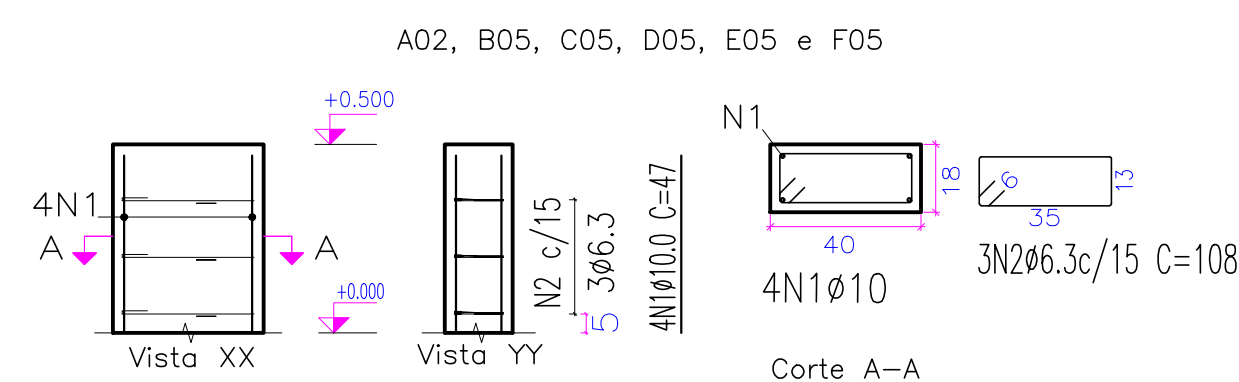 A02, B05, C05, D05, E05 e F05
+0.500
4N1
A
A
+0.000
Vista XX
Vista YY
N2 c/15
3ø6.3
5
4N1ø10.0 C=47
N1
18
40
4N1ø10
Corte A-A
6
13
35
3N2ø6.3c/15 C=108